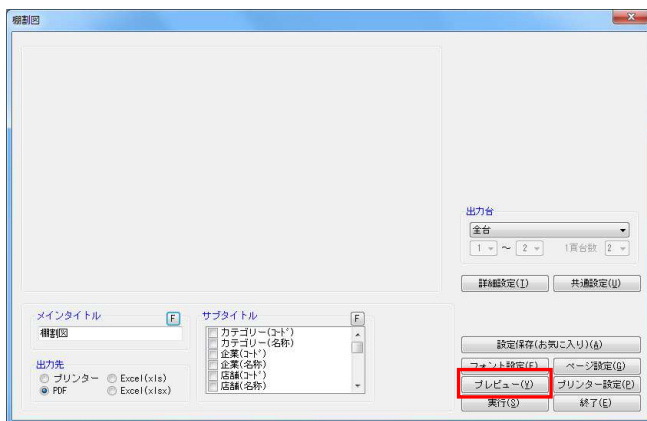 棚割図
出力台
全台
1 ～ 2 1頁台数 2
詳細設定(I) 共通設定(U)
メインタイトル F サブタイトル F
棚割図
カテゴリー(ｺｰﾄﾞ)
カテゴリー(名称)
企業(ｺｰﾄﾞ)
企業(名称)
店舗(ｺｰﾄﾞ)
店舗(名称)
出力先
プリンター Excel(xls)
PDF Excel(xlsx)
設定保存(お気に入り)(A)
フォント設定(F) ページ設定(G)
プレビュー(Y) プリンター設定(P)
実行(S) 終了(E)